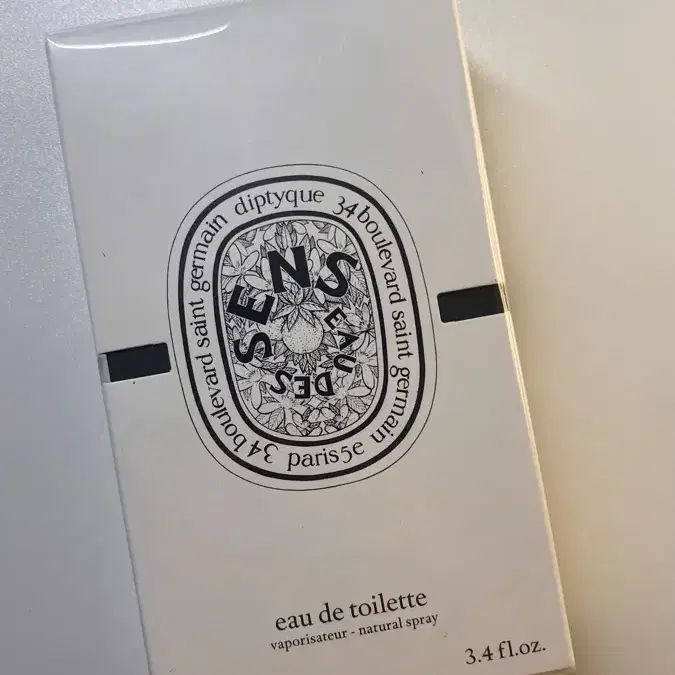 diptyque 34 boulevard saint germain paris 5e 34 boulevard saint germain
EAU DES SENS
eau de toilette
vaporisateur - natural spray
3.4 fl.oz.